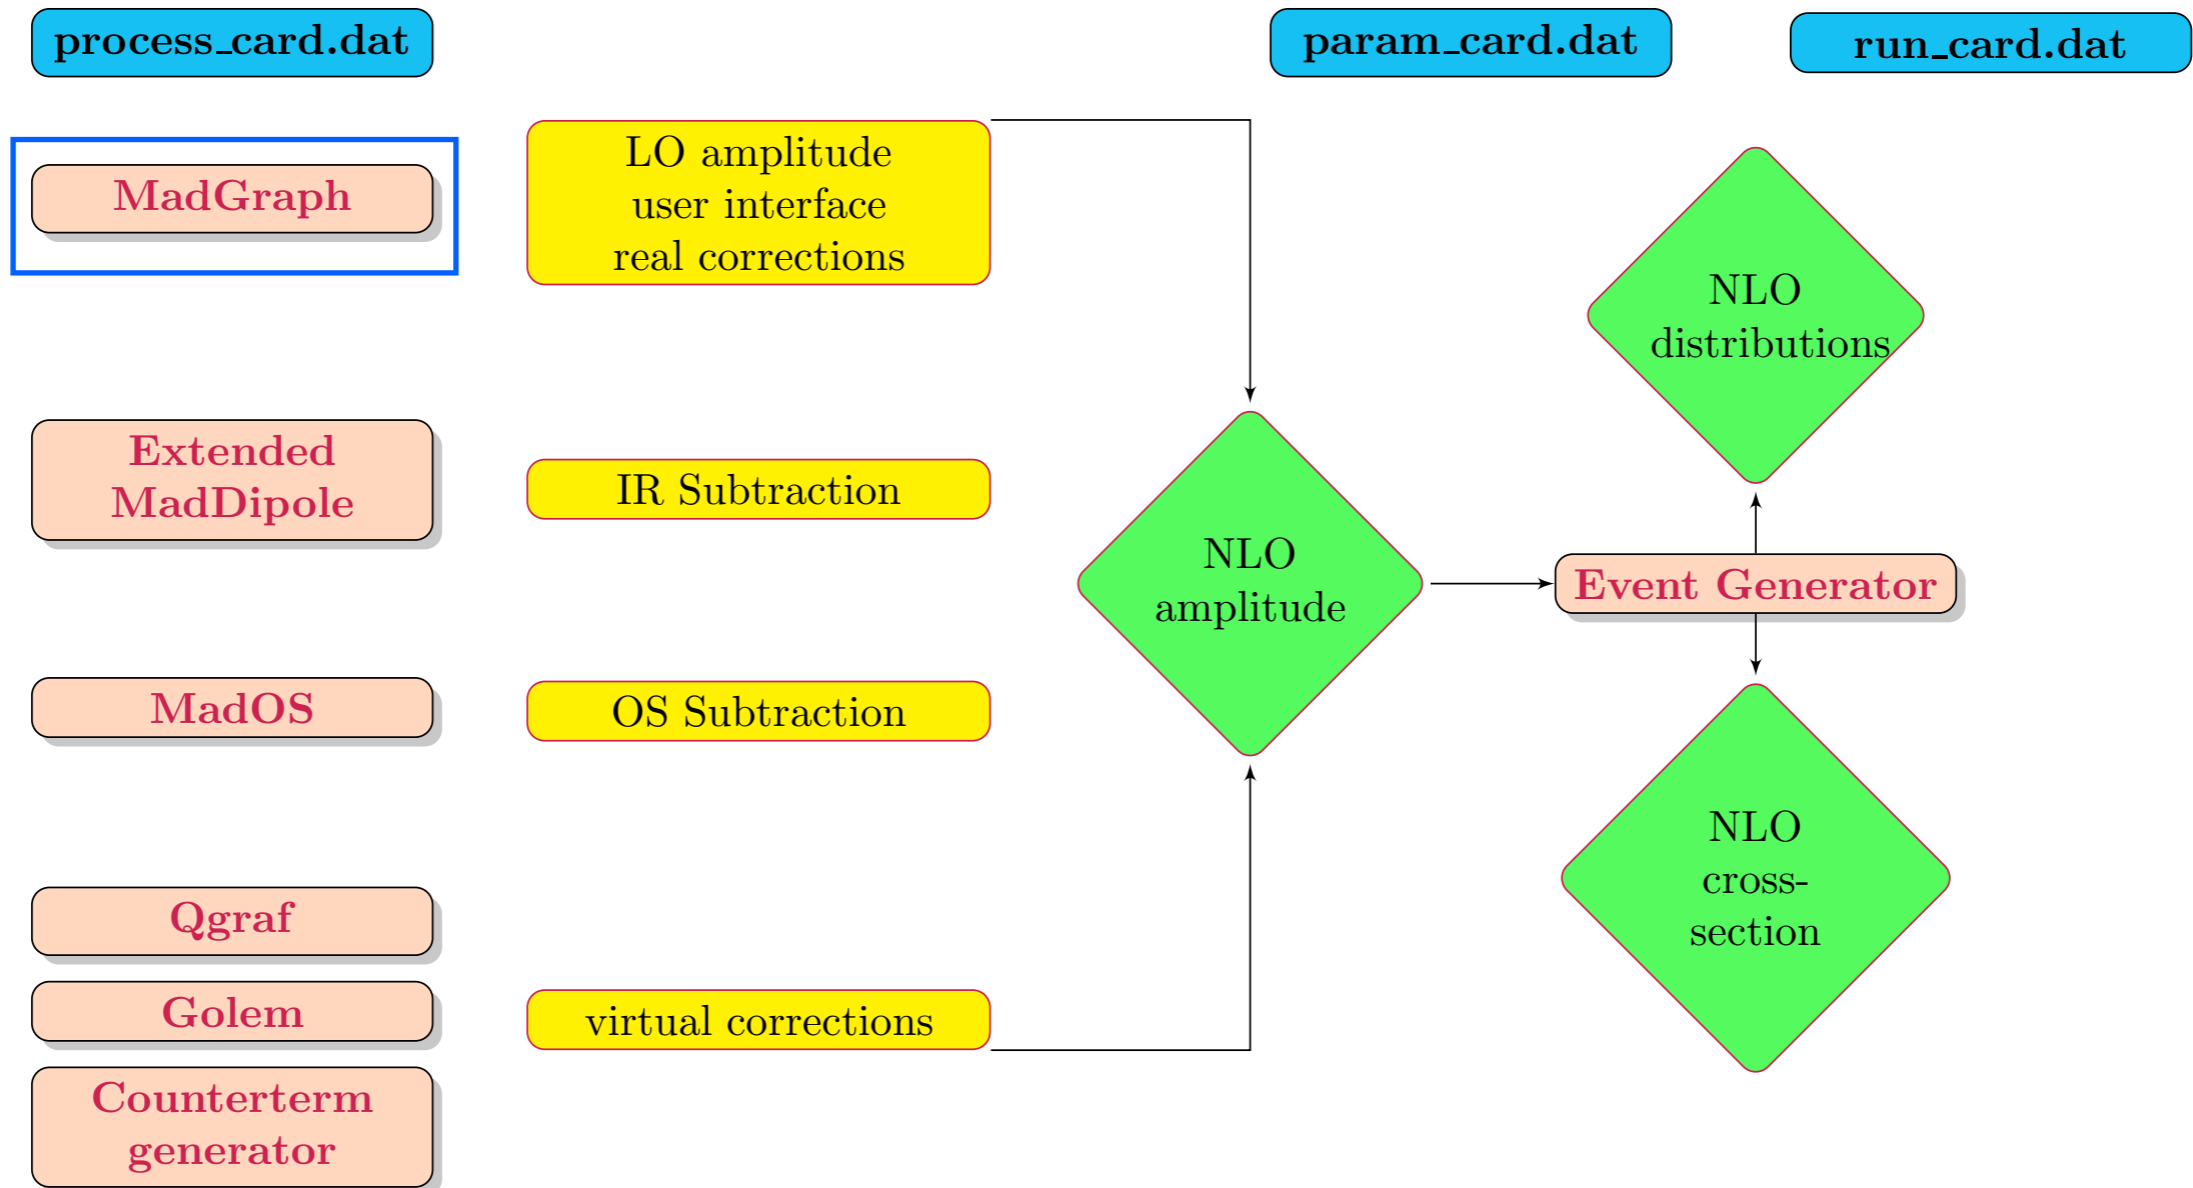 process_card.dat
param_card.dat
run_card.dat
MadGraph
LO amplitude
user interface
real corrections
NLO
distributions
Extended
MadDipole
IR Subtraction
NLO
amplitude
Event Generator
MadOS
OS Subtraction
NLO
cross-
section
Qgraf
Golem
virtual corrections
Counterterm
generator